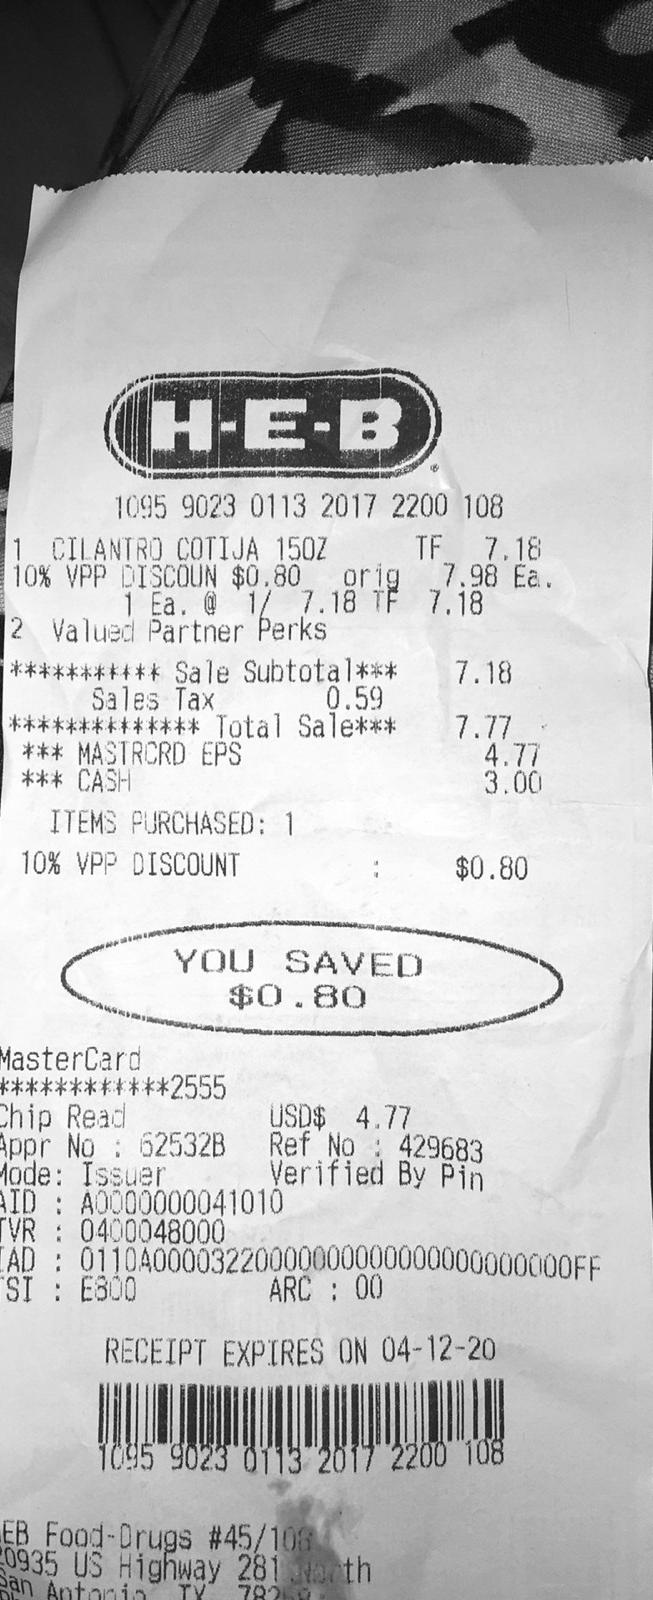 H-E-B
1095 9023 0113 2017 2200 108
1 CILANTRO COTIJA 15OZ TF 7.18
10% VPP DISCOUN $0.80 orig 7.98 Ea.
1 Ea. @ 1/ 7.18 TF 7.18
2 Valued Partner Perks
*********** Sale Subtotal*** 7.18
Sales Tax 0.59
************** Total Sale*** 7.77
*** MASTRCRD EPS 4.77
*** CASH 3.00
ITEMS PURCHASED: 1
10% VPP DISCOUNT : $0.80
YOU SAVED
$0.80
MasterCard
************2555
Chip Read USD$ 4.77
Appr No : 62532B Ref No : 429683
Mode: Issuer Verified By Pin
AID : A0000000041010
TVR : 0400048000
IAD :
TSI : E800 ARC : 00
RECEIPT EXPIRES ON 04-12-20
1095 9023 0113 2017 2200 108
HEB Food-Drugs #45/108
20935 US Highway 281 North
San Antonio, TX